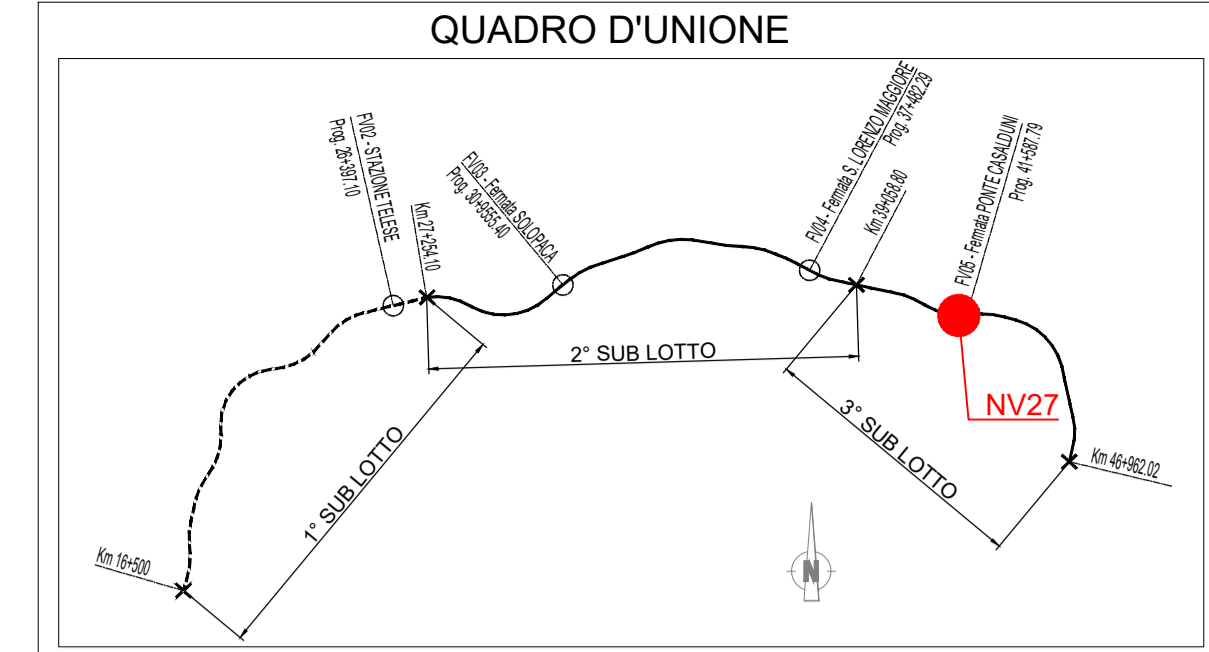 QUADRO D'UNIONE
FV02 - STAZIONE TELESE
Prog. 26+397.10
Km 27+254.10
FV03 - Fermata SOLOPACA
Prog. 30+9555.40
FV04 - Fermata S. LORENZO MAGGIORE
Prog. 37+482.29
Km 39+058.80
FV05 - Fermata PONTE CASALDUNI
Prog. 41+587.79
2° SUB LOTTO
NV27
1° SUB LOTTO
3° SUB LOTTO
Km 46+962.02
Km 16+500
N